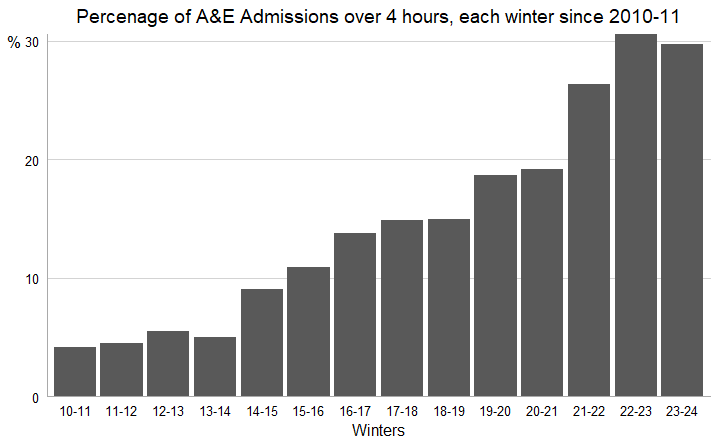 Percenage of A&E Admissions over 4 hours, each winter since 2010-11
% 30
20
10
0
10-11 11-12 12-13 13-14 14-15 15-16 16-17 17-18 18-19 19-20 20-21 21-22 22-23 23-24
Winters